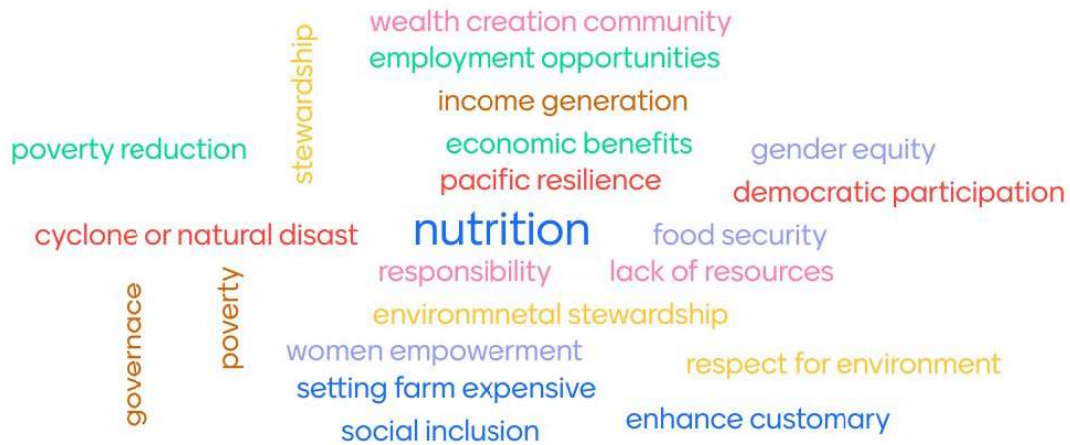 wealth creation community
stewardship
employment opportunities
income generation
poverty reduction
economic benefits
gender equity
pacific resilience
democratic participation
cyclone or natural disast
nutrition
food security
responsibility
lack of resources
governace
poverty
environmnetal stewardship
women empowerment
respect for environment
setting farm expensive
enhance customary
social inclusion